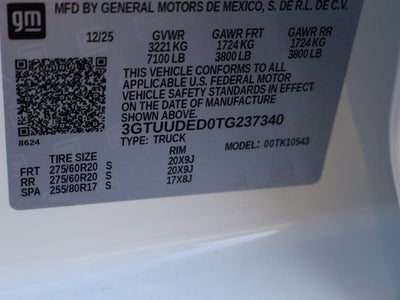 gm
MFD BY GENERAL MOTORS DE MEXICO, S. DE R.L. DE C.V.
12/25 GVWR GAWR FRT GAWR RR
3221 KG 1724 KG 1724 KG
7100 LB 3800 LB 3800 LB
THIS VEHICLE CONFORMS TO ALL
APPLICABLE U.S. FEDERAL MOTOR
VEHICLE SAFETY STANDARDS IN EFFECT
ON THE DATE OF MANUFACTURE
SHOWN ABOVE.
3GTUUDED0TG237340
8624 TYPE: TRUCK MODEL: 00TK10543
TIRE SIZE RIM
FRT 275/60R20 S 20X9J
RR 275/60R20 S 20X9J
SPA 255/80R17 S 17X8J